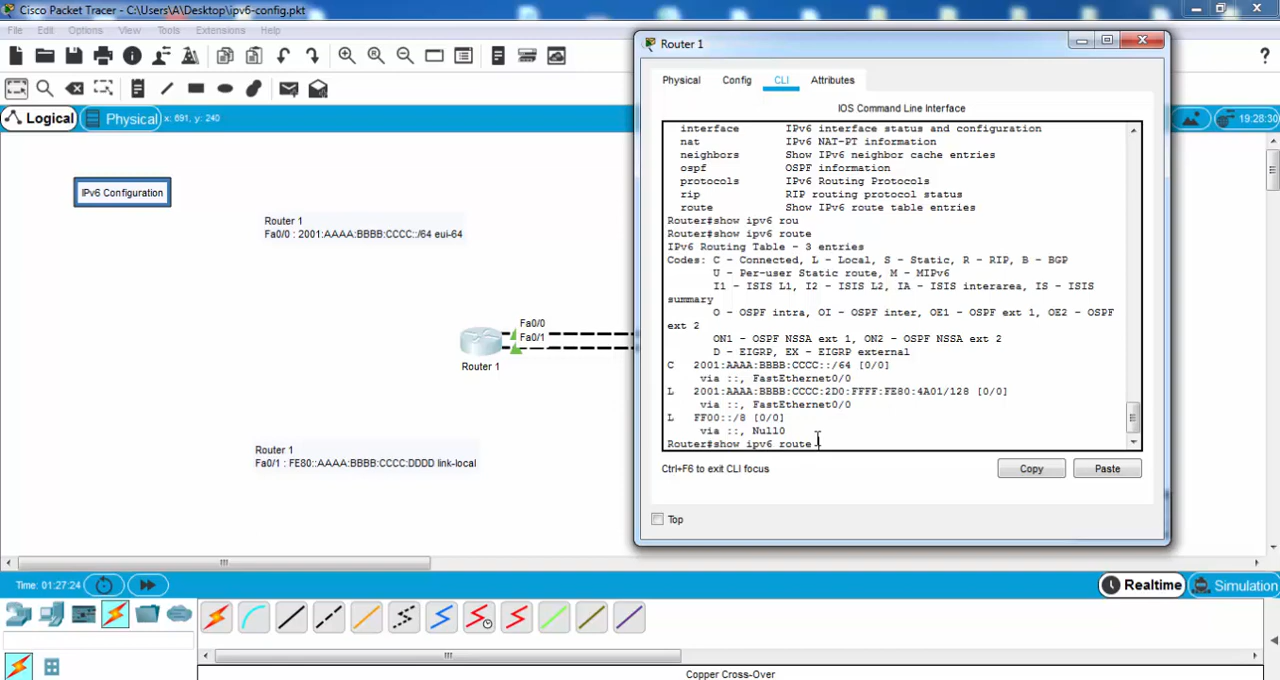 Cisco Packet Tracer - C:\Users\A\Desktop\ipv6-config.pkt
File Edit Options View Tools Extensions Help
?
Logical Physical x: 691, y: 240
19:28:30
IPv6 Configuration
Router 1
Fa0/0 : 2001:AAAA:BBBB:CCCC::/64 eui-64
Fa0/0
Fa0/1
Router 1
Router 1
Fa0/1 : FE80::AAAA:BBBB:CCCC:DDDD link-local
Router 1
Physical Config CLI Attributes
IOS Command Line Interface
interface IPv6 interface status and configuration
nat IPv6 NAT-PT information
neighbors Show IPv6 neighbor cache entries
ospf OSPF information
protocols IPv6 Routing Protocols
rip RIP routing protocol status
route Show IPv6 route table entries
Router#show ipv6 rou
Router#show ipv6 route
IPv6 Routing Table - 3 entries
Codes: C - Connected, L - Local, S - Static, R - RIP, B - BGP
U - Per-user Static route, M - MIPv6
I1 - ISIS L1, I2 - ISIS L2, IA - ISIS interarea, IS - ISIS
summary
O - OSPF intra, OI - OSPF inter, OE1 - OSPF ext 1, OE2 - OSPF
ext 2
ON1 - OSPF NSSA ext 1, ON2 - OSPF NSSA ext 2
D - EIGRP, EX - EIGRP external
C 2001:AAAA:BBBB:CCCC::/64 [0/0]
via ::, FastEthernet0/0
L 2001:AAAA:BBBB:CCCC:2D0:FFFF:FE80:4A01/128 [0/0]
via ::, FastEthernet0/0
L FF00::/8 [0/0]
via ::, Null0
Router#show ipv6 route
Ctrl+F6 to exit CLI focus
Copy Paste
Top
Time: 01:27:24
Realtime Simulation
Copper Cross-Over